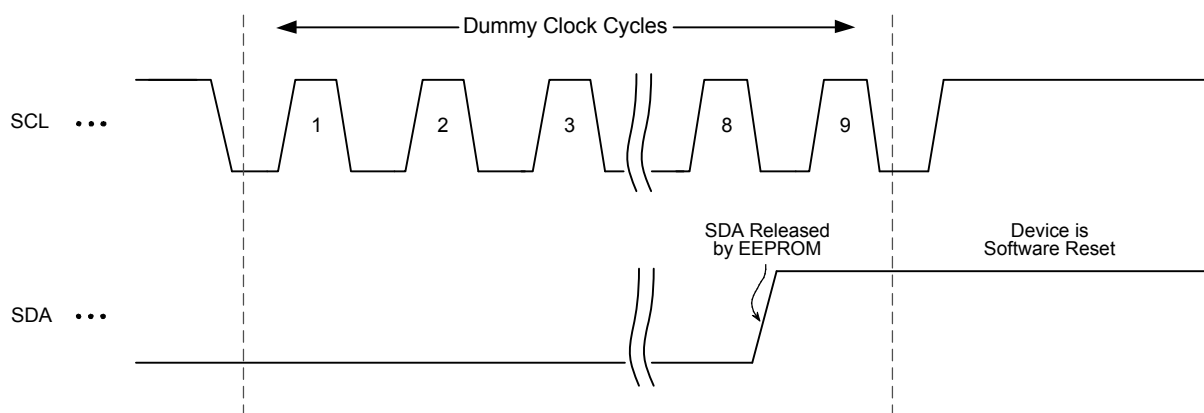 Dummy Clock Cycles
SCL •••
1
2
3
8
9
SDA Released
by EEPROM
Device is
Software Reset
SDA •••